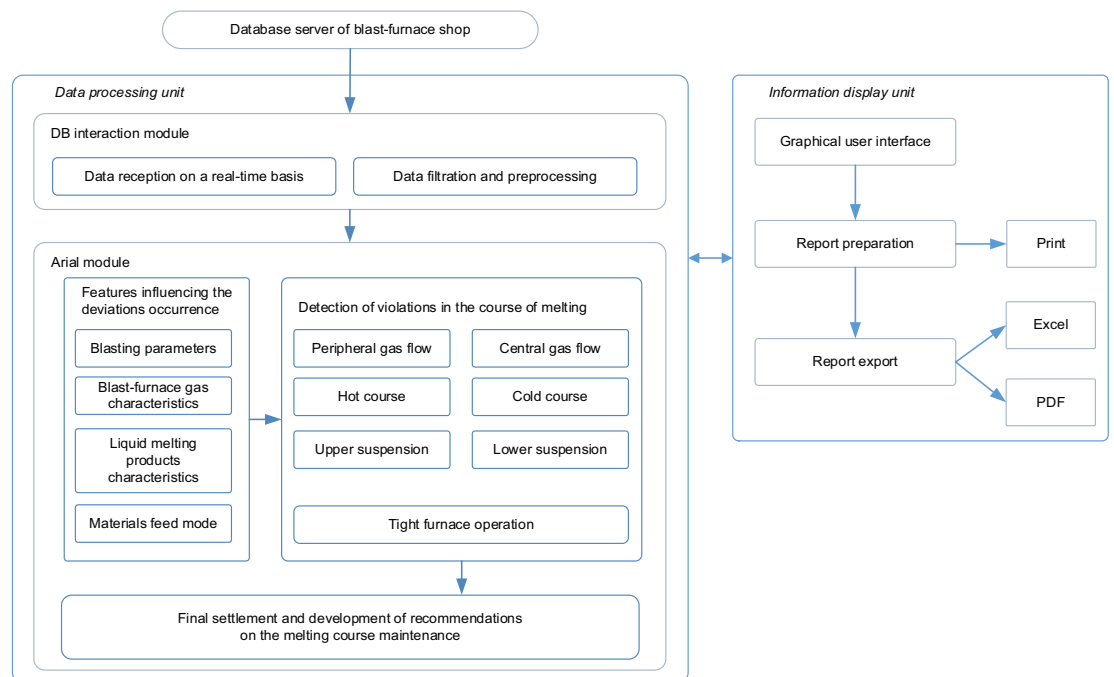 Database server of blast-furnace shop
Data processing unit
DB interaction module
Data reception on a real-time basis
Data filtration and preprocessing
Arial module
Features influencing the
deviations occurrence
Blasting parameters
Blast-furnace gas
characteristics
Liquid melting
products
characteristics
Materials feed mode
Detection of violations in the course of melting
Peripheral gas flow
Central gas flow
Hot course
Cold course
Upper suspension
Lower suspension
Tight furnace operation
Final settlement and development of recommendations
on the melting course maintenance
Information display unit
Graphical user interface
Report preparation
Print
Report export
Excel
PDF